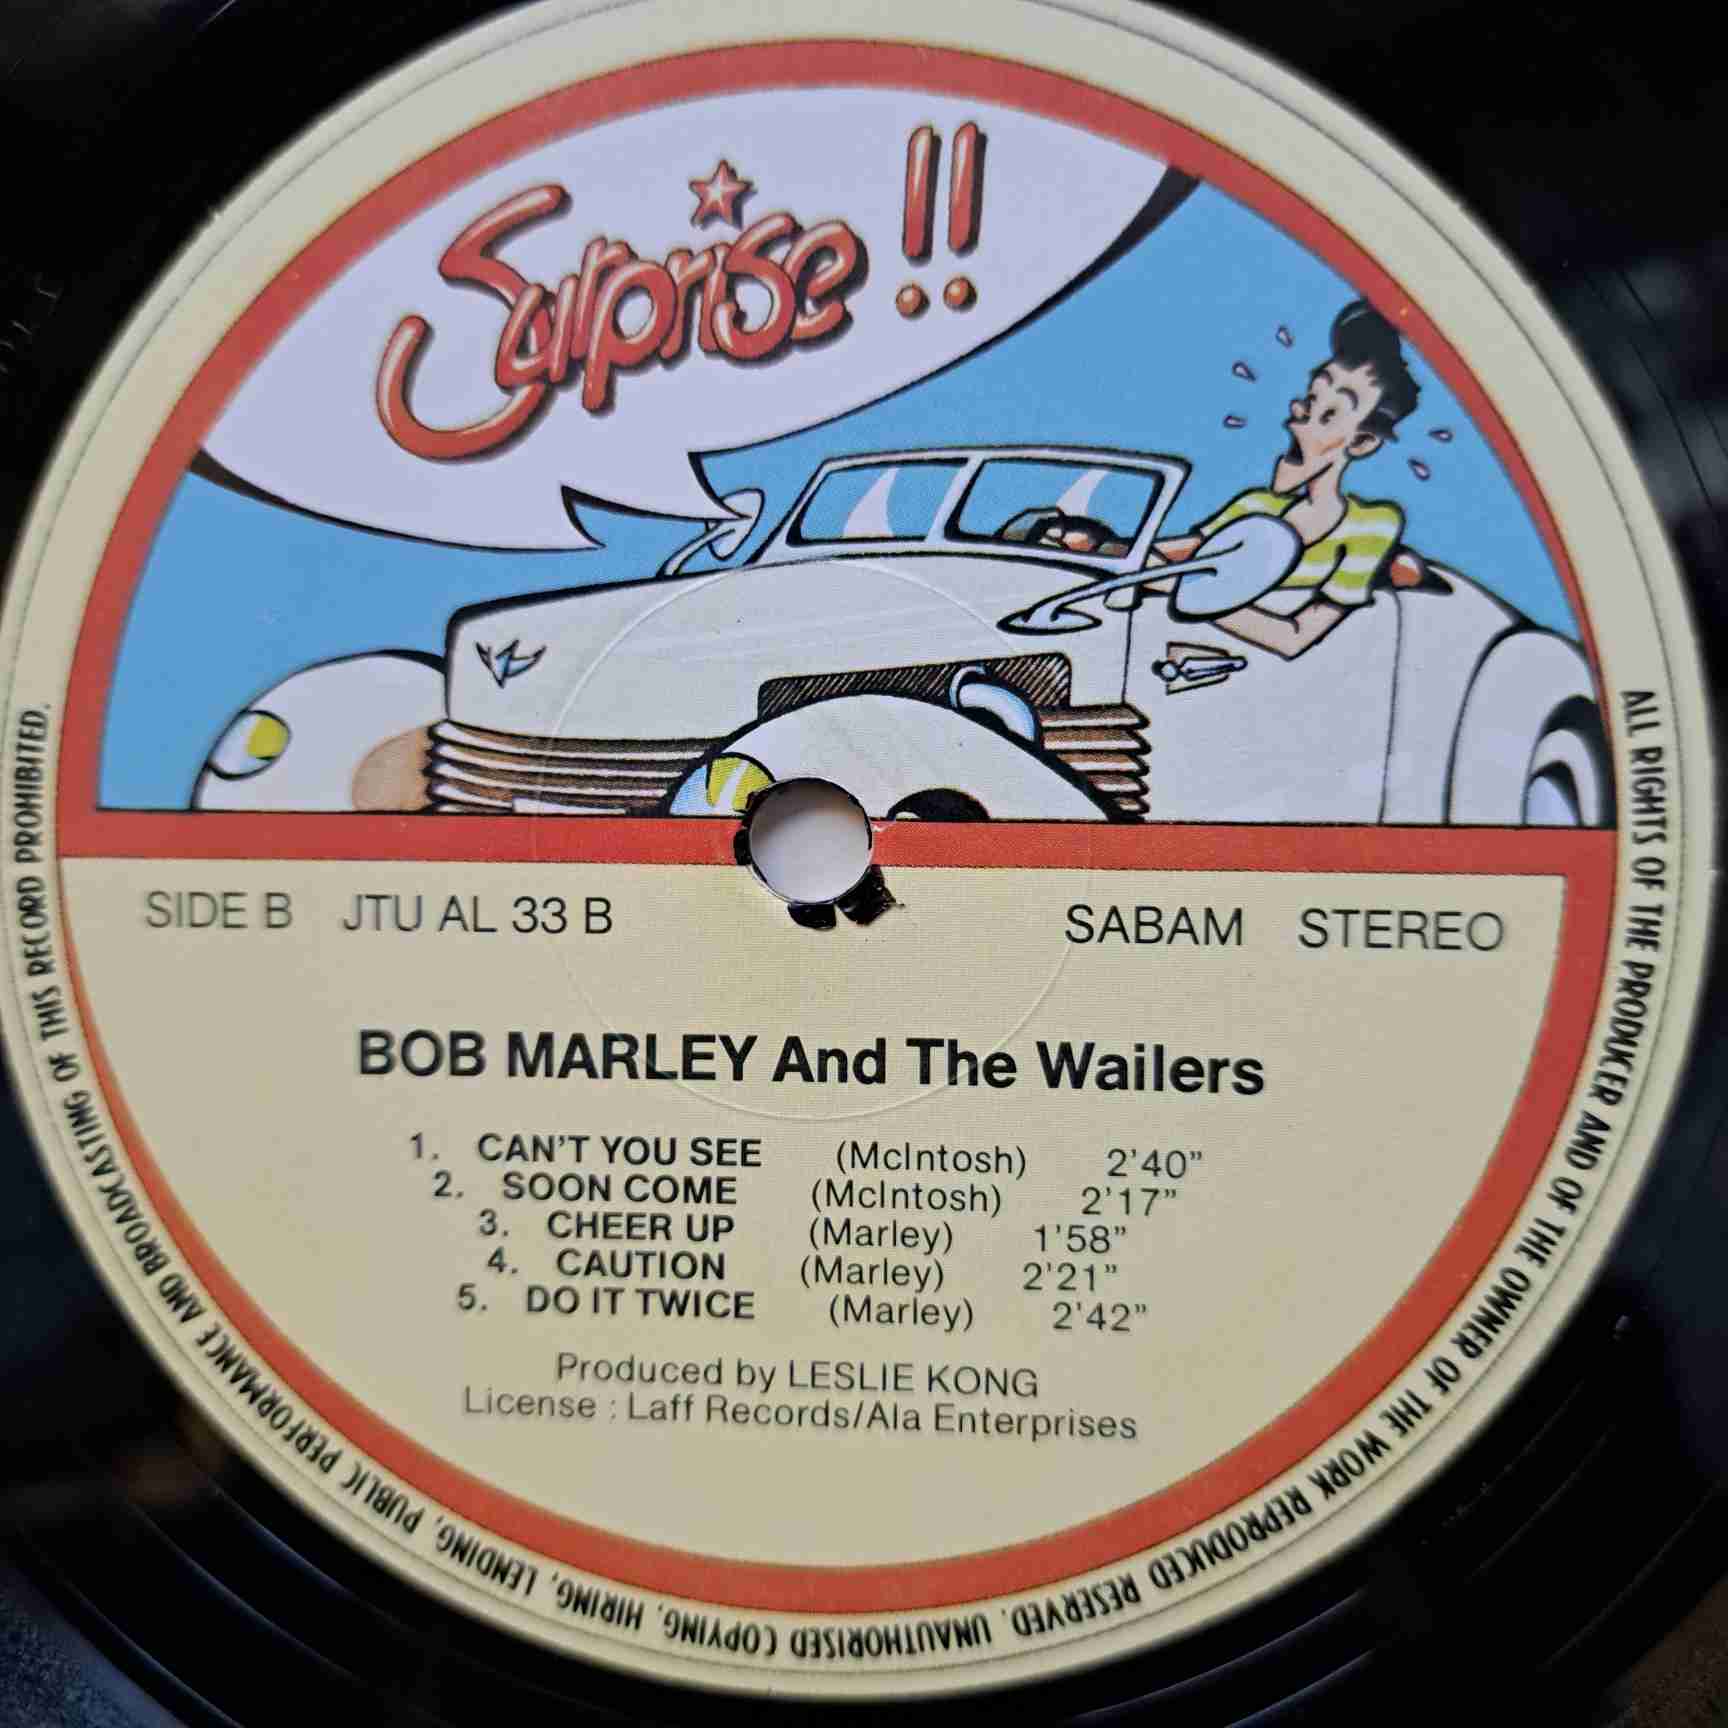 Surprise !!
SIDE B JTU AL 33 B SABAM STEREO
BOB MARLEY And The Wailers
1. CAN'T YOU SEE (McIntosh) 2'40"
2. SOON COME (McIntosh) 2'17"
3. CHEER UP (Marley) 1'58"
4. CAUTION (Marley) 2'21"
5. DO IT TWICE (Marley) 2'42"
Produced by LESLIE KONG
License : Laff Records/Ala Enterprises
ALL RIGHTS OF THE PRODUCER AND OF THE OWNER OF THE WORK REPRODUCED RESERVED. UNAUTHORISED COPYING, HIRING, LENDING, PUBLIC PERFORMANCE AND BROADCASTING OF THIS RECORD PROHIBITED.